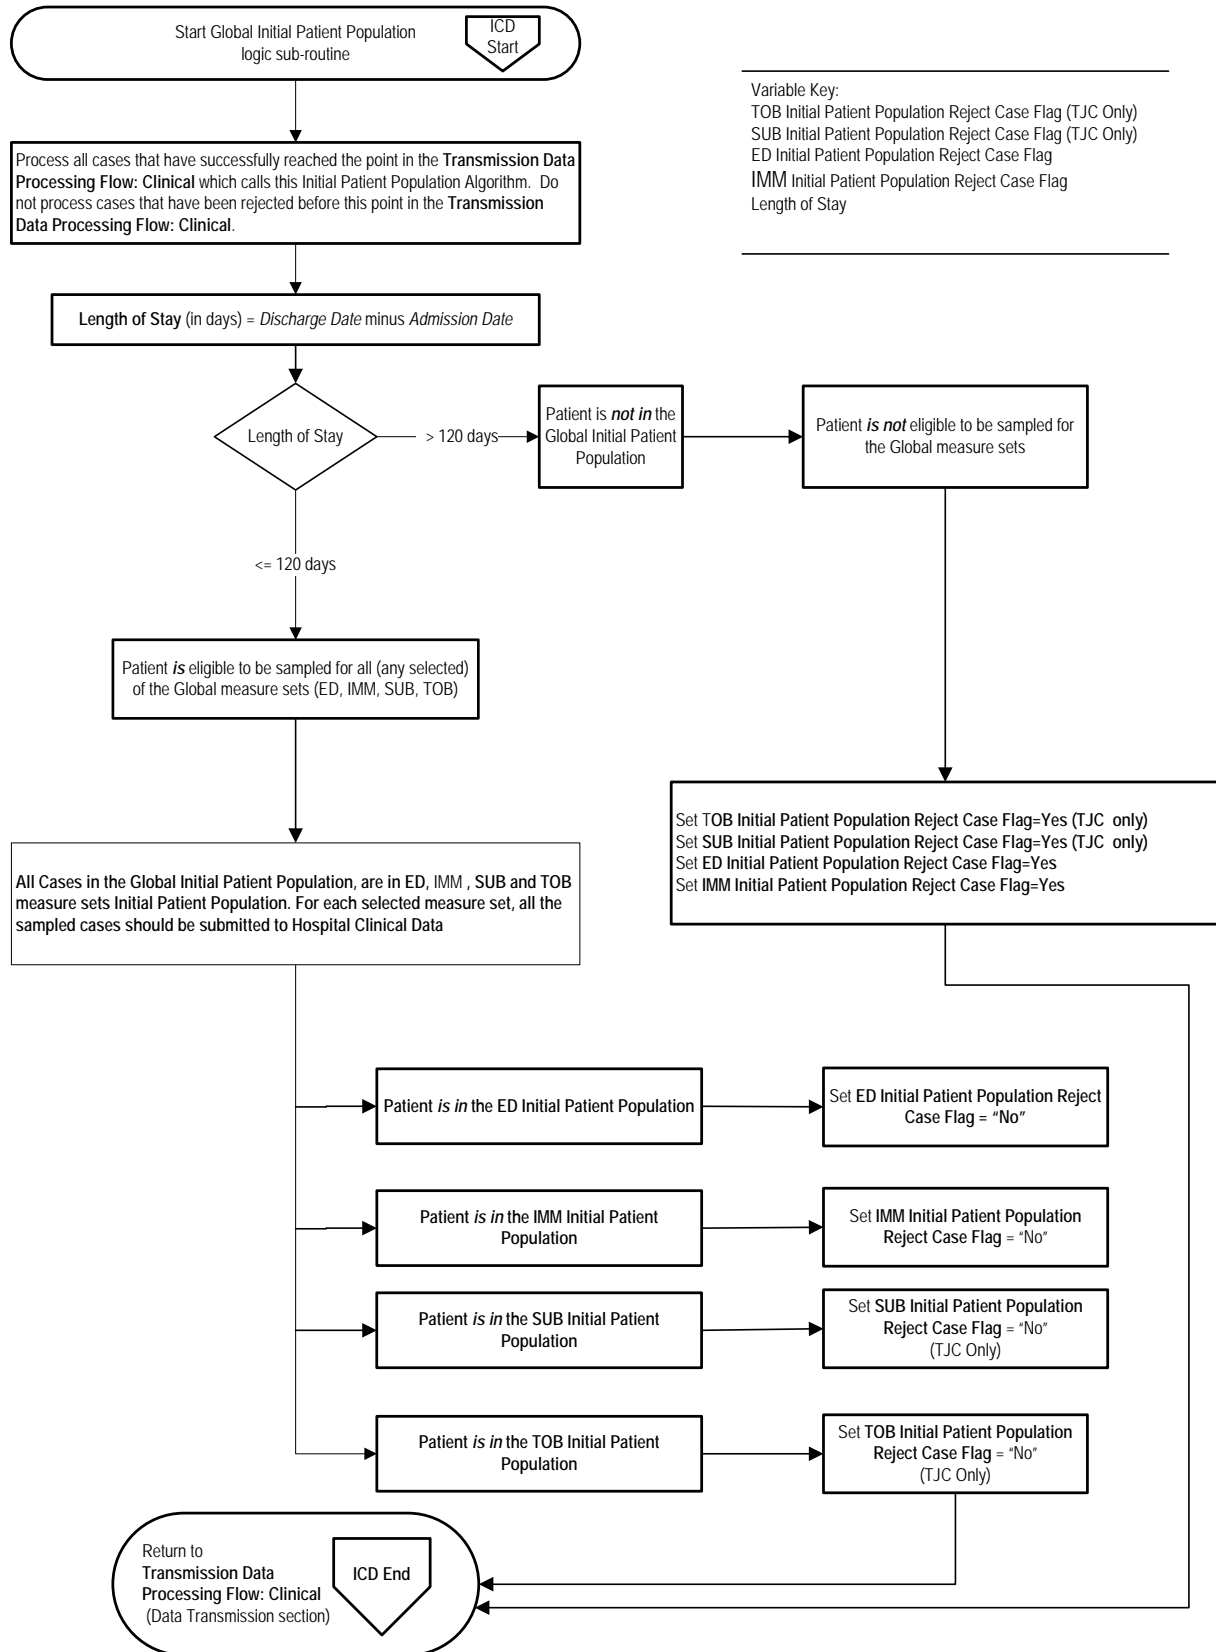 Start Global Initial Patient Population
logic sub-routine
ICD
Start
Variable Key:
TOB Initial Patient Population Reject Case Flag (TJC Only)
SUB Initial Patient Population Reject Case Flag (TJC Only)
ED Initial Patient Population Reject Case Flag
IMM Initial Patient Population Reject Case Flag
Length of Stay
Process all cases that have successfully reached the point in the Transmission Data
Processing Flow: Clinical which calls this Initial Patient Population Algorithm. Do
not process cases that have been rejected before this point in the Transmission
Data Processing Flow: Clinical.
Length of Stay (in days) = Discharge Date minus Admission Date
Length of Stay
> 120 days
Patient is not in the
Global Initial Patient
Population
Patient is not eligible to be sampled for
the Global measure sets
<= 120 days
Patient is eligible to be sampled for all (any selected)
of the Global measure sets (ED, IMM, SUB, TOB)
Set TOB Initial Patient Population Reject Case Flag=Yes (TJC only)
Set SUB Initial Patient Population Reject Case Flag=Yes (TJC only)
Set ED Initial Patient Population Reject Case Flag=Yes
Set IMM Initial Patient Population Reject Case Flag=Yes
All Cases in the Global Initial Patient Population, are in ED, IMM , SUB and TOB
measure sets Initial Patient Population. For each selected measure set, all the
sampled cases should be submitted to Hospital Clinical Data
Patient is in the ED Initial Patient Population
Set ED Initial Patient Population Reject
Case Flag = “No”
Patient is in the IMM Initial Patient
Population
Set IMM Initial Patient Population
Reject Case Flag = “No”
Patient is in the SUB Initial Patient
Population
Set SUB Initial Patient Population
Reject Case Flag = “No”
(TJC Only)
Patient is in the TOB Initial Patient
Population
Set TOB Initial Patient Population
Reject Case Flag = “No”
(TJC Only)
Return to
Transmission Data
Processing Flow: Clinical
(Data Transmission section)
ICD End